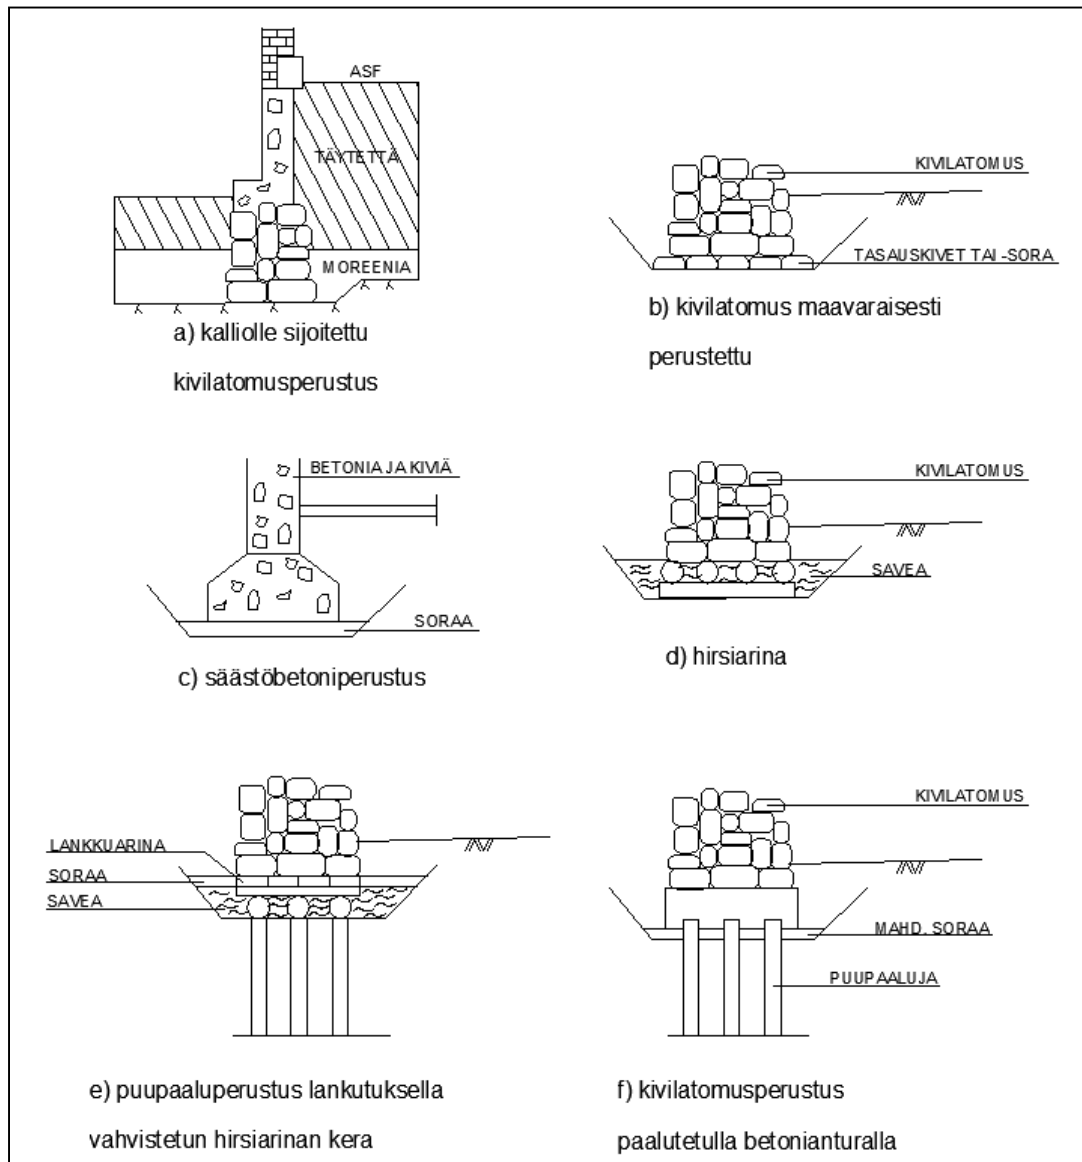 ASF
TÄYTETTÄ
MOREENIA
a) kalliolle sijoitettu
kivilatomusperustus
KIVILATOMUS
TASAUSKIVET TAI -SORA
b) kivilatomus maavaraisesti
perustettu
BETONIA JA KIVIÄ
SORAA
c) säästöbetoniperustus
KIVILATOMUS
SAVEA
d) hirsiarina
LANKKUARINA
SORAA
SAVEA
e) puupaaluperustus lankutuksella
vahvistetun hirsiarinan kera
KIVILATOMUS
MAHD. SORAA
PUUPAALUJA
f) kivilatomusperustus
paalutetulla betonianturalla